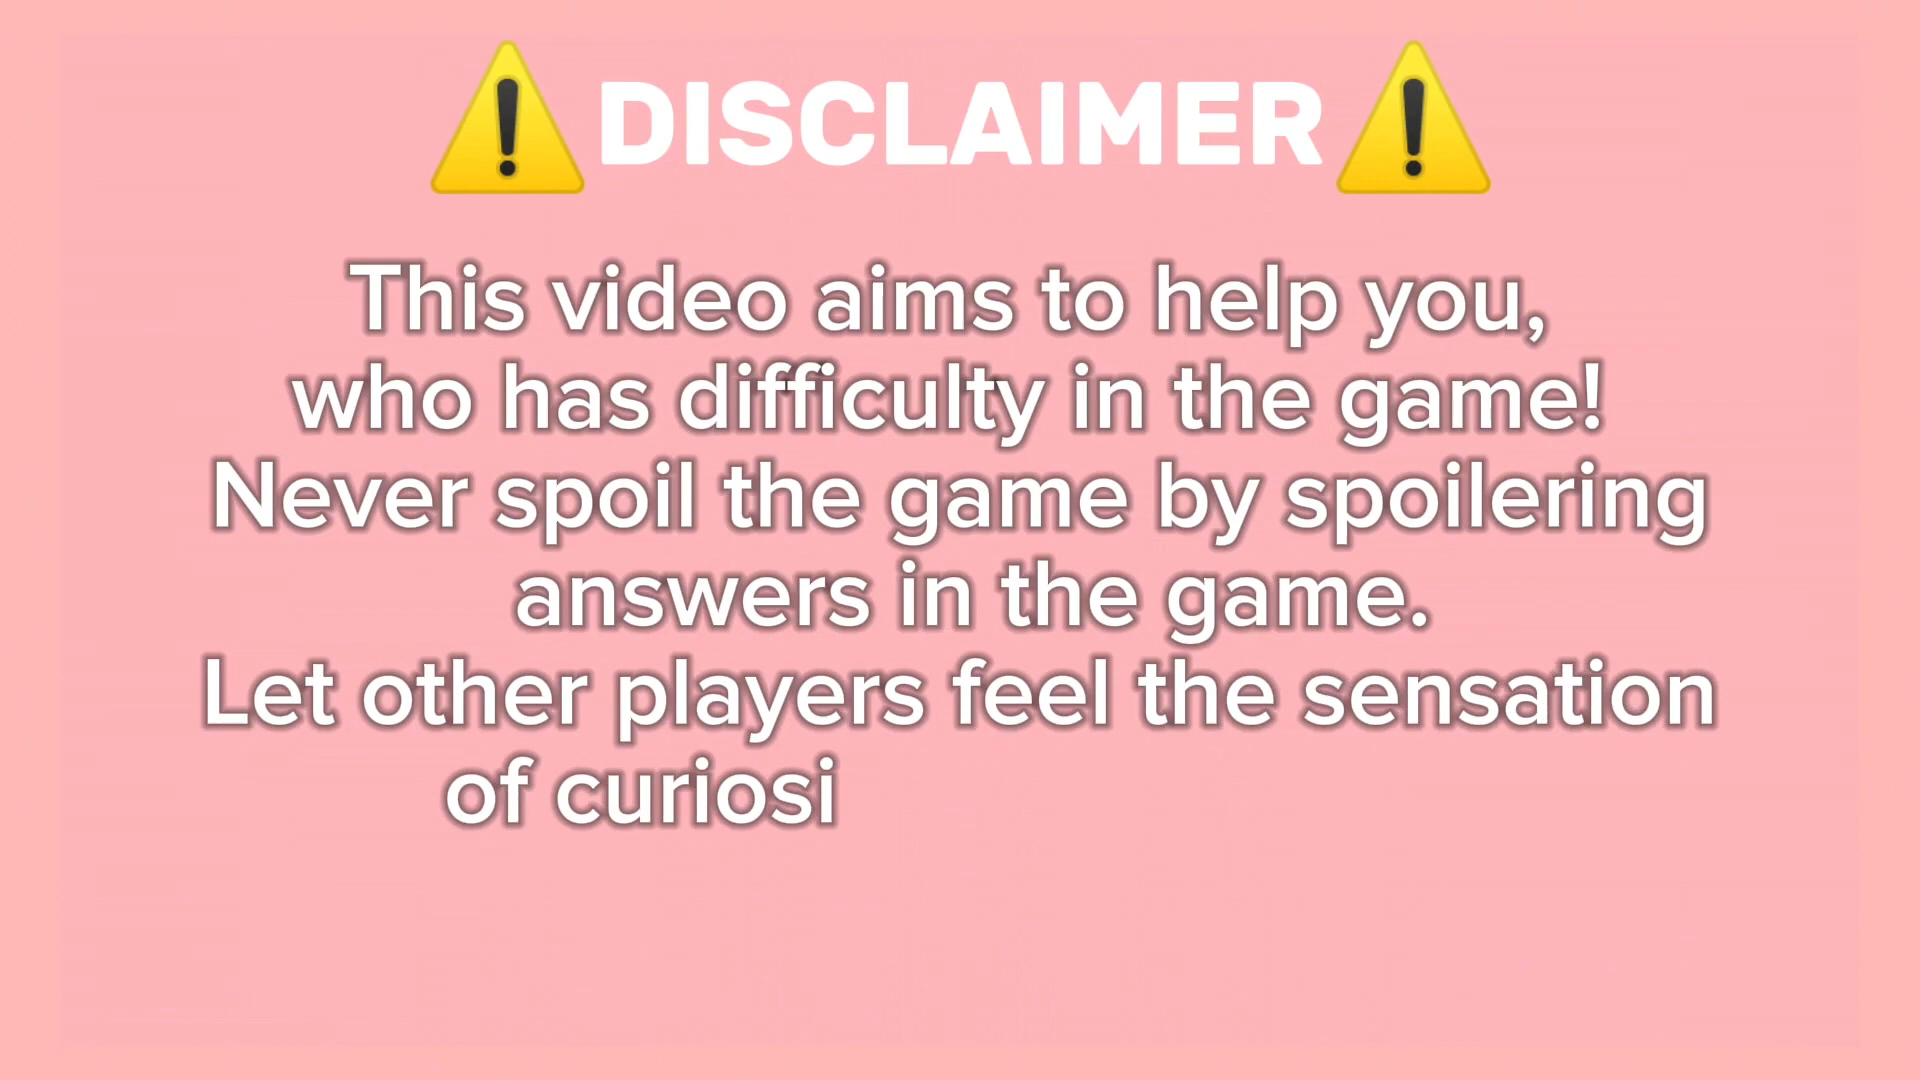 ⚠️DISCLAIMER⚠️
This video aims to help you,
who has difficulty in the game!
Never spoil the game by spoilering
answers in the game.
Let other players feel the sensation
of curiosi